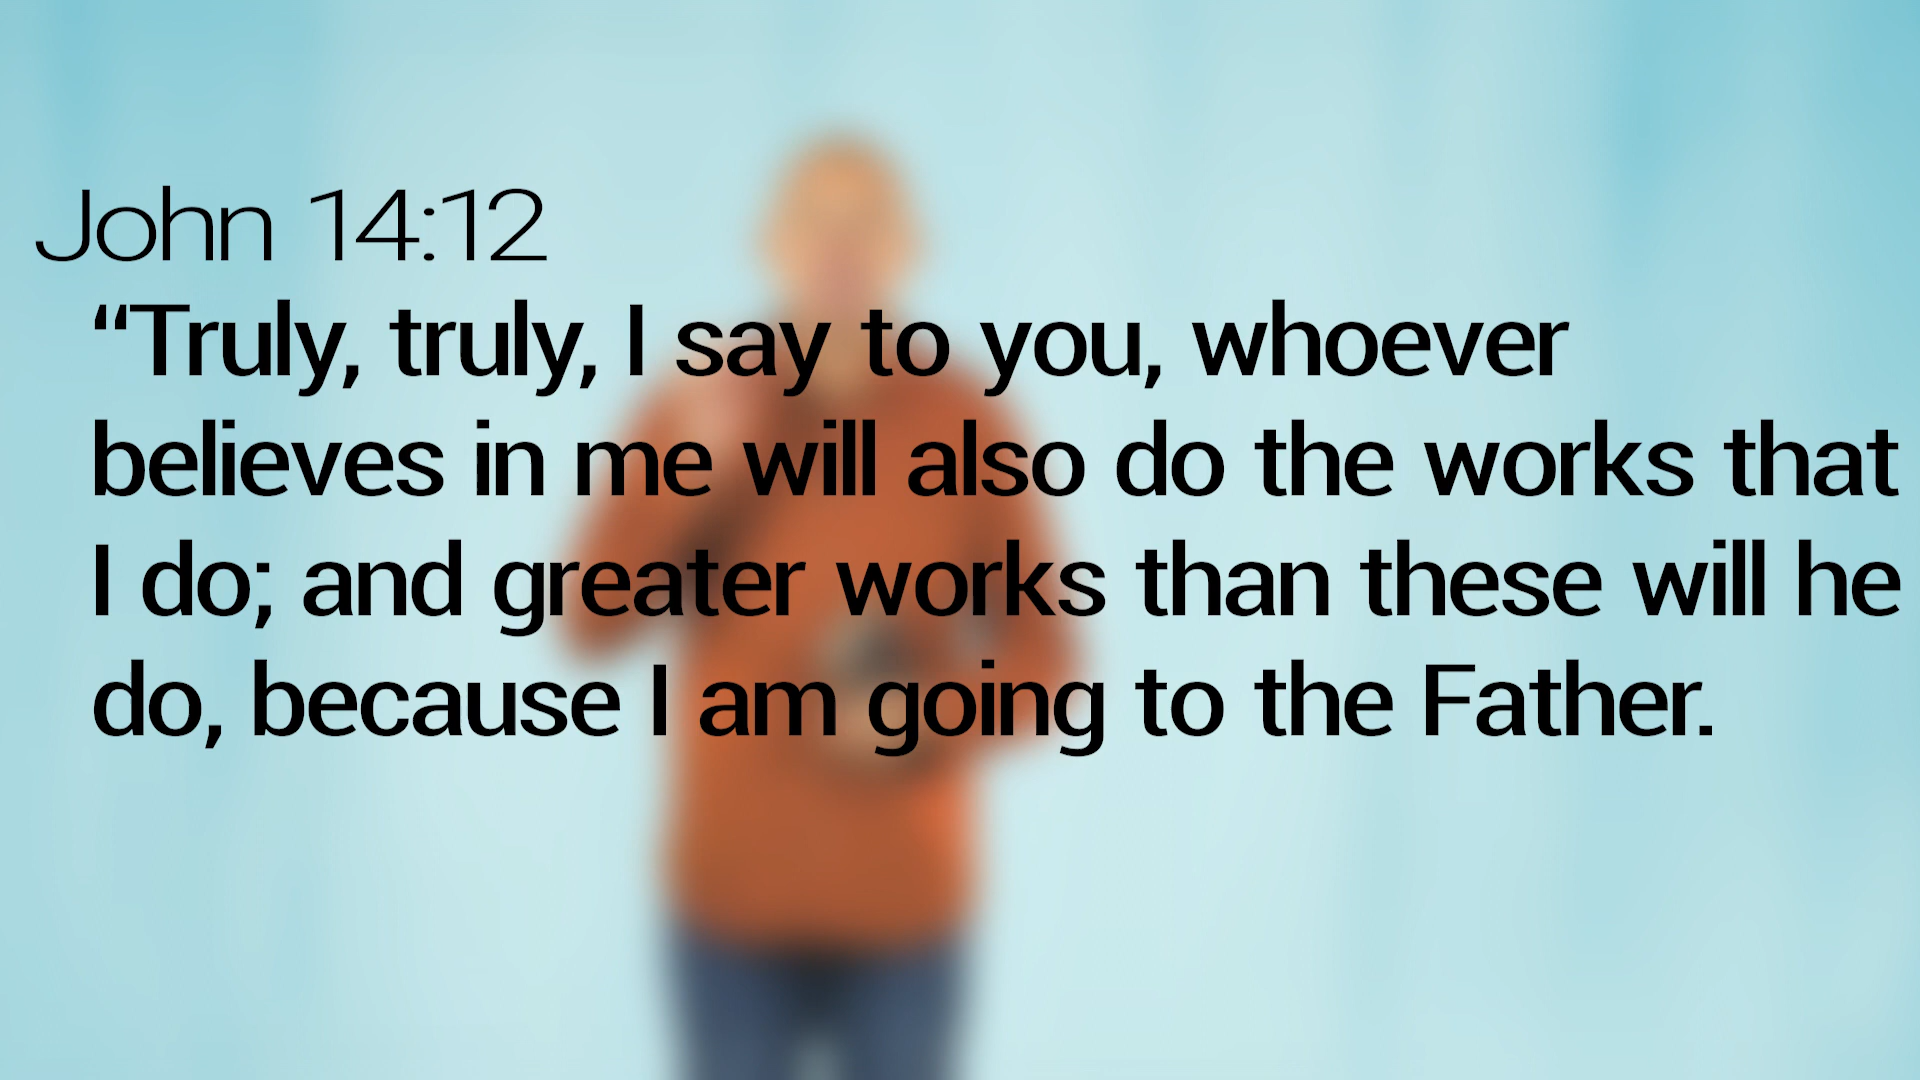 John 14:12
“Truly, truly, I say to you, whoever
believes in me will also do the works that
I do; and greater works than these will he
do, because I am going to the Father.